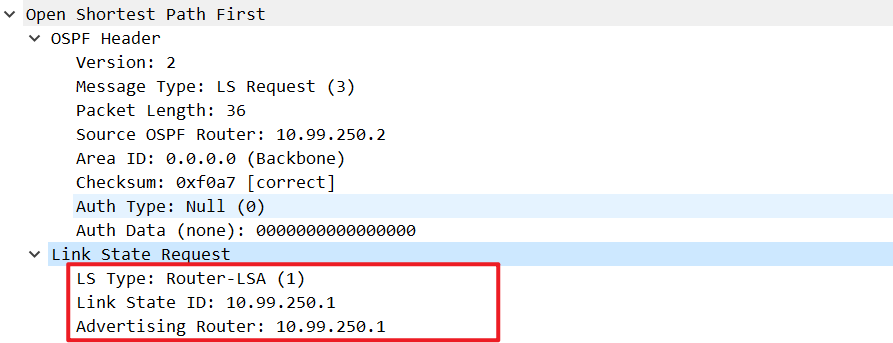 Open Shortest Path First
OSPF Header
Version: 2
Message Type: LS Request (3)
Packet Length: 36
Source OSPF Router: 10.99.250.2
Area ID: 0.0.0.0 (Backbone)
Checksum: 0xf0a7 [correct]
Auth Type: Null (0)
Auth Data (none): 0000000000000000
Link State Request
LS Type: Router-LSA (1)
Link State ID: 10.99.250.1
Advertising Router: 10.99.250.1